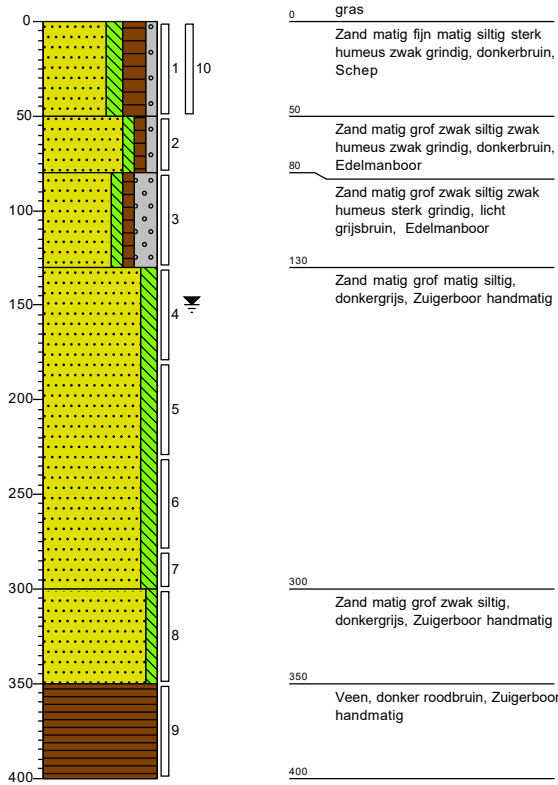 0
50
100
150
200
250
300
350
400
1
10
2
3
4
5
6
7
8
9
gras
0
Zand matig fijn matig siltig sterk
humeus zwak grindig, donkerbruin,
Schep
50
Zand matig grof zwak siltig zwak
humeus zwak grindig, donkerbruin,
Edelmanboor
80
Zand matig grof zwak siltig zwak
humeus sterk grindig, licht
grijsbruin, Edelmanboor
130
Zand matig grof matig siltig,
donkergrijs, Zuigerboor handmatig
300
Zand matig grof zwak siltig,
donkergrijs, Zuigerboor handmatig
350
Veen, donker roodbruin, Zuigerboor
handmatig
400